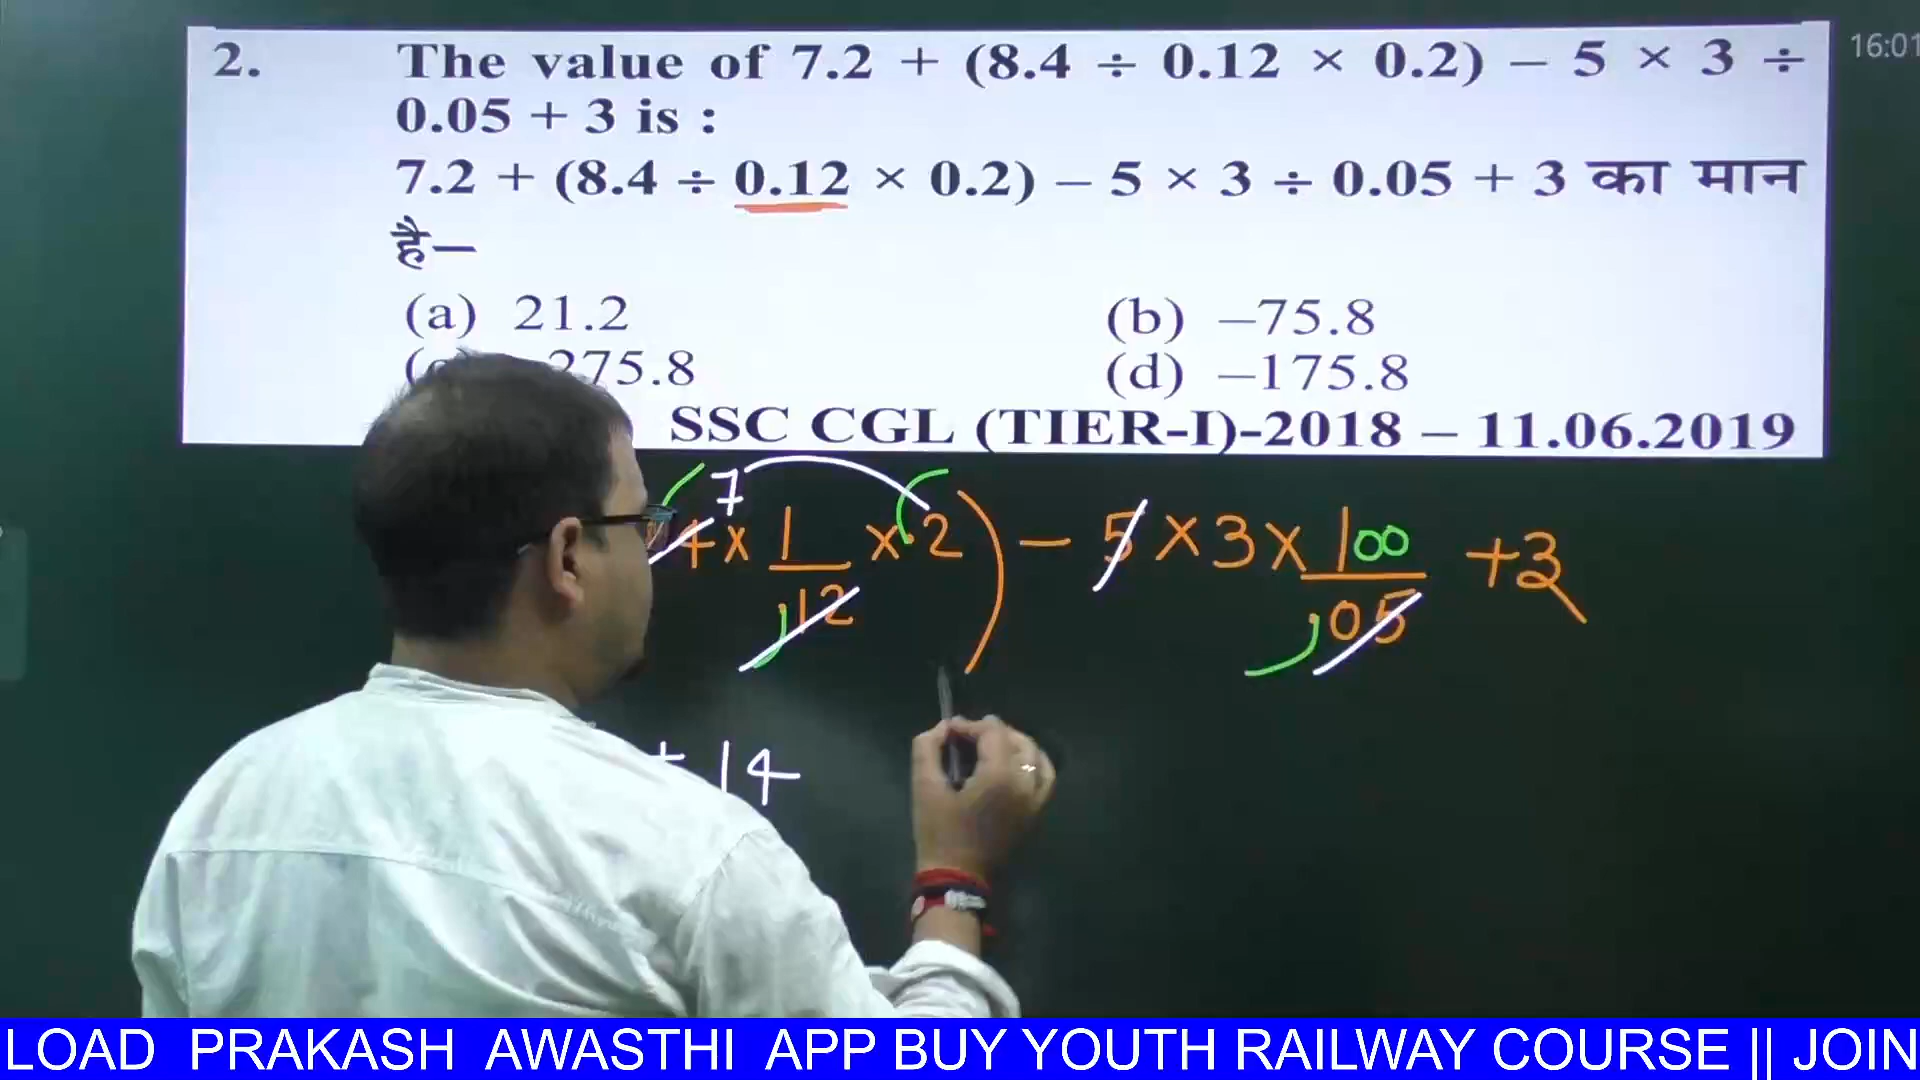 16:01
2. The value of 7.2 + (8.4 ÷ 0.12 × 0.2) – 5 × 3 ÷
0.05 + 3 is :
7.2 + (8.4 ÷ 0.12 × 0.2) – 5 × 3 ÷ 0.05 + 3 का मान
है–
(a) 21.2 (b) –75.8
275.8 (d) –175.8
SSC CGL (TIER-I)-2018 – 11.06.2019
7
4 × 1 × .2) – 5 × 3 × 100 + 3
12 05
+ 14
LOAD PRAKASH AWASTHI APP BUY YOUTH RAILWAY COURSE || JOIN